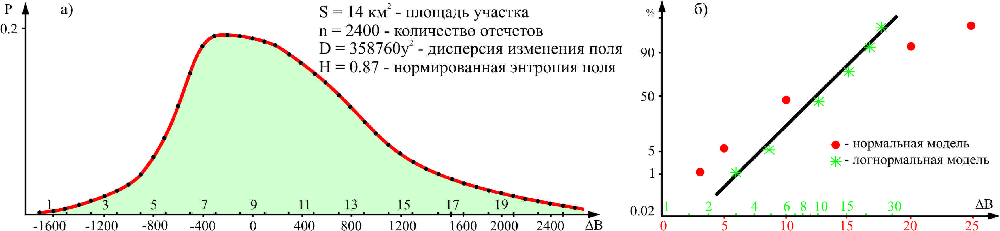 P
а)
0.2
S = 14 км² - площадь участка
n = 2400 - количество отсчетов
D = 358760у² - дисперсия изменения поля
H = 0.87 - нормированная энтропия поля
1 3 5 7 9 11 13 15 17 19
-1600 -1200 -800 -400 0 400 800 1200 1600 2000 2400 ΔB
%
б)
90
50
5
1
0.02
- нормальная модель
- логнормальная модель
1 2 4 6 8 10 15 30 ΔB
0 5 10 15 20 25